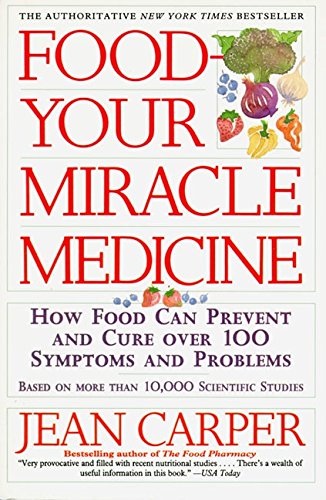 THE AUTHORITATIVE NEW YORK TIMES BESTSELLER
FOOD-
YOUR
MIRACLE
MEDICINE
HOW FOOD CAN PREVENT
AND CURE OVER 100
SYMPTOMS AND PROBLEMS
BASED ON MORE THAN 10,000 SCIENTIFIC STUDIES
JEAN CARPER
Bestselling author of The Food Pharmacy
"Very provocative and filled with recent nutritional studies . . . . There's a wealth of
useful information in this book." —USA Today